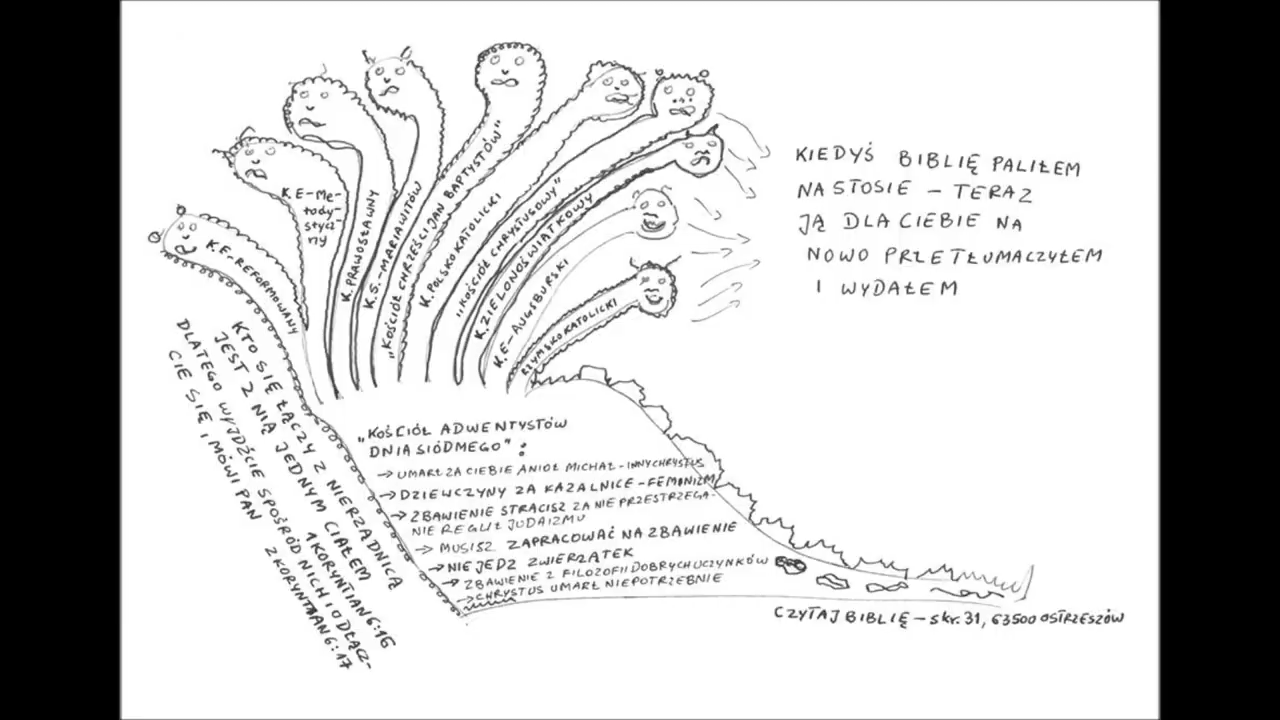 KIEDYŚ BIBLIĘ PALIŁEM
NA STOSIE – TERAZ
JĄ DLA CIEBIE NA
NOWO PRZETŁUMACZYŁEM
I WYDAŁEM
K.E-REFORMOWANY
K.E-Me-
tody-
stycz-
ny
K. PRAWOSŁAWNY
K.S.-MARIAWITÓW
„KOŚCIÓŁ CHRZEŚCIJAN BAPTYSTÓW"
K. POLSKOKATOLICKI
„KOŚCIÓŁ CHRYSTUSOWY"
K. ZIELONOŚWIĄTKOWY
K.E-AUGSBURSKI
RZYMSKOKATOLICKI
KTO SIĘ ŁĄCZY Z NIERZĄDNICĄ
JEST Z NIĄ JEDNYM CIAŁEM
1 KORYNTIAN 6:16
DLATEGO WYJDŹCIE SPOŚRÓD NICH I ODŁĄCZ-
CIE SIĘ, MÓWI PAN
2 KORYNTIAN 6:17
„KOŚCIÓŁ ADWENTYSTÓW
DNIA SIÓDMEGO":
→ UMARŁ ZA CIEBIE ANIOŁ MICHAŁ - INNY CHRYSTUS
→ DZIEWCZYNY ZA KAZALNICE - FEMINIZM
→ ZBAWIENIE STRACISZ ZA NIE PRZESTRZEGA-
NIE REGUŁ JUDAIZMU
→ MUSISZ ZAPRACOWAĆ NA ZBAWIENIE
→ NIE JEDZ ZWIERZĄTEK
→ ZBAWIENIE Z FILOZOFII DOBRYCH UCZYNKÓW
→ CHRYSTUS UMARŁ NIEPOTRZEBNIE
CZYTAJ BIBLIĘ – skr. 31, 63500 OSTRZESZÓW